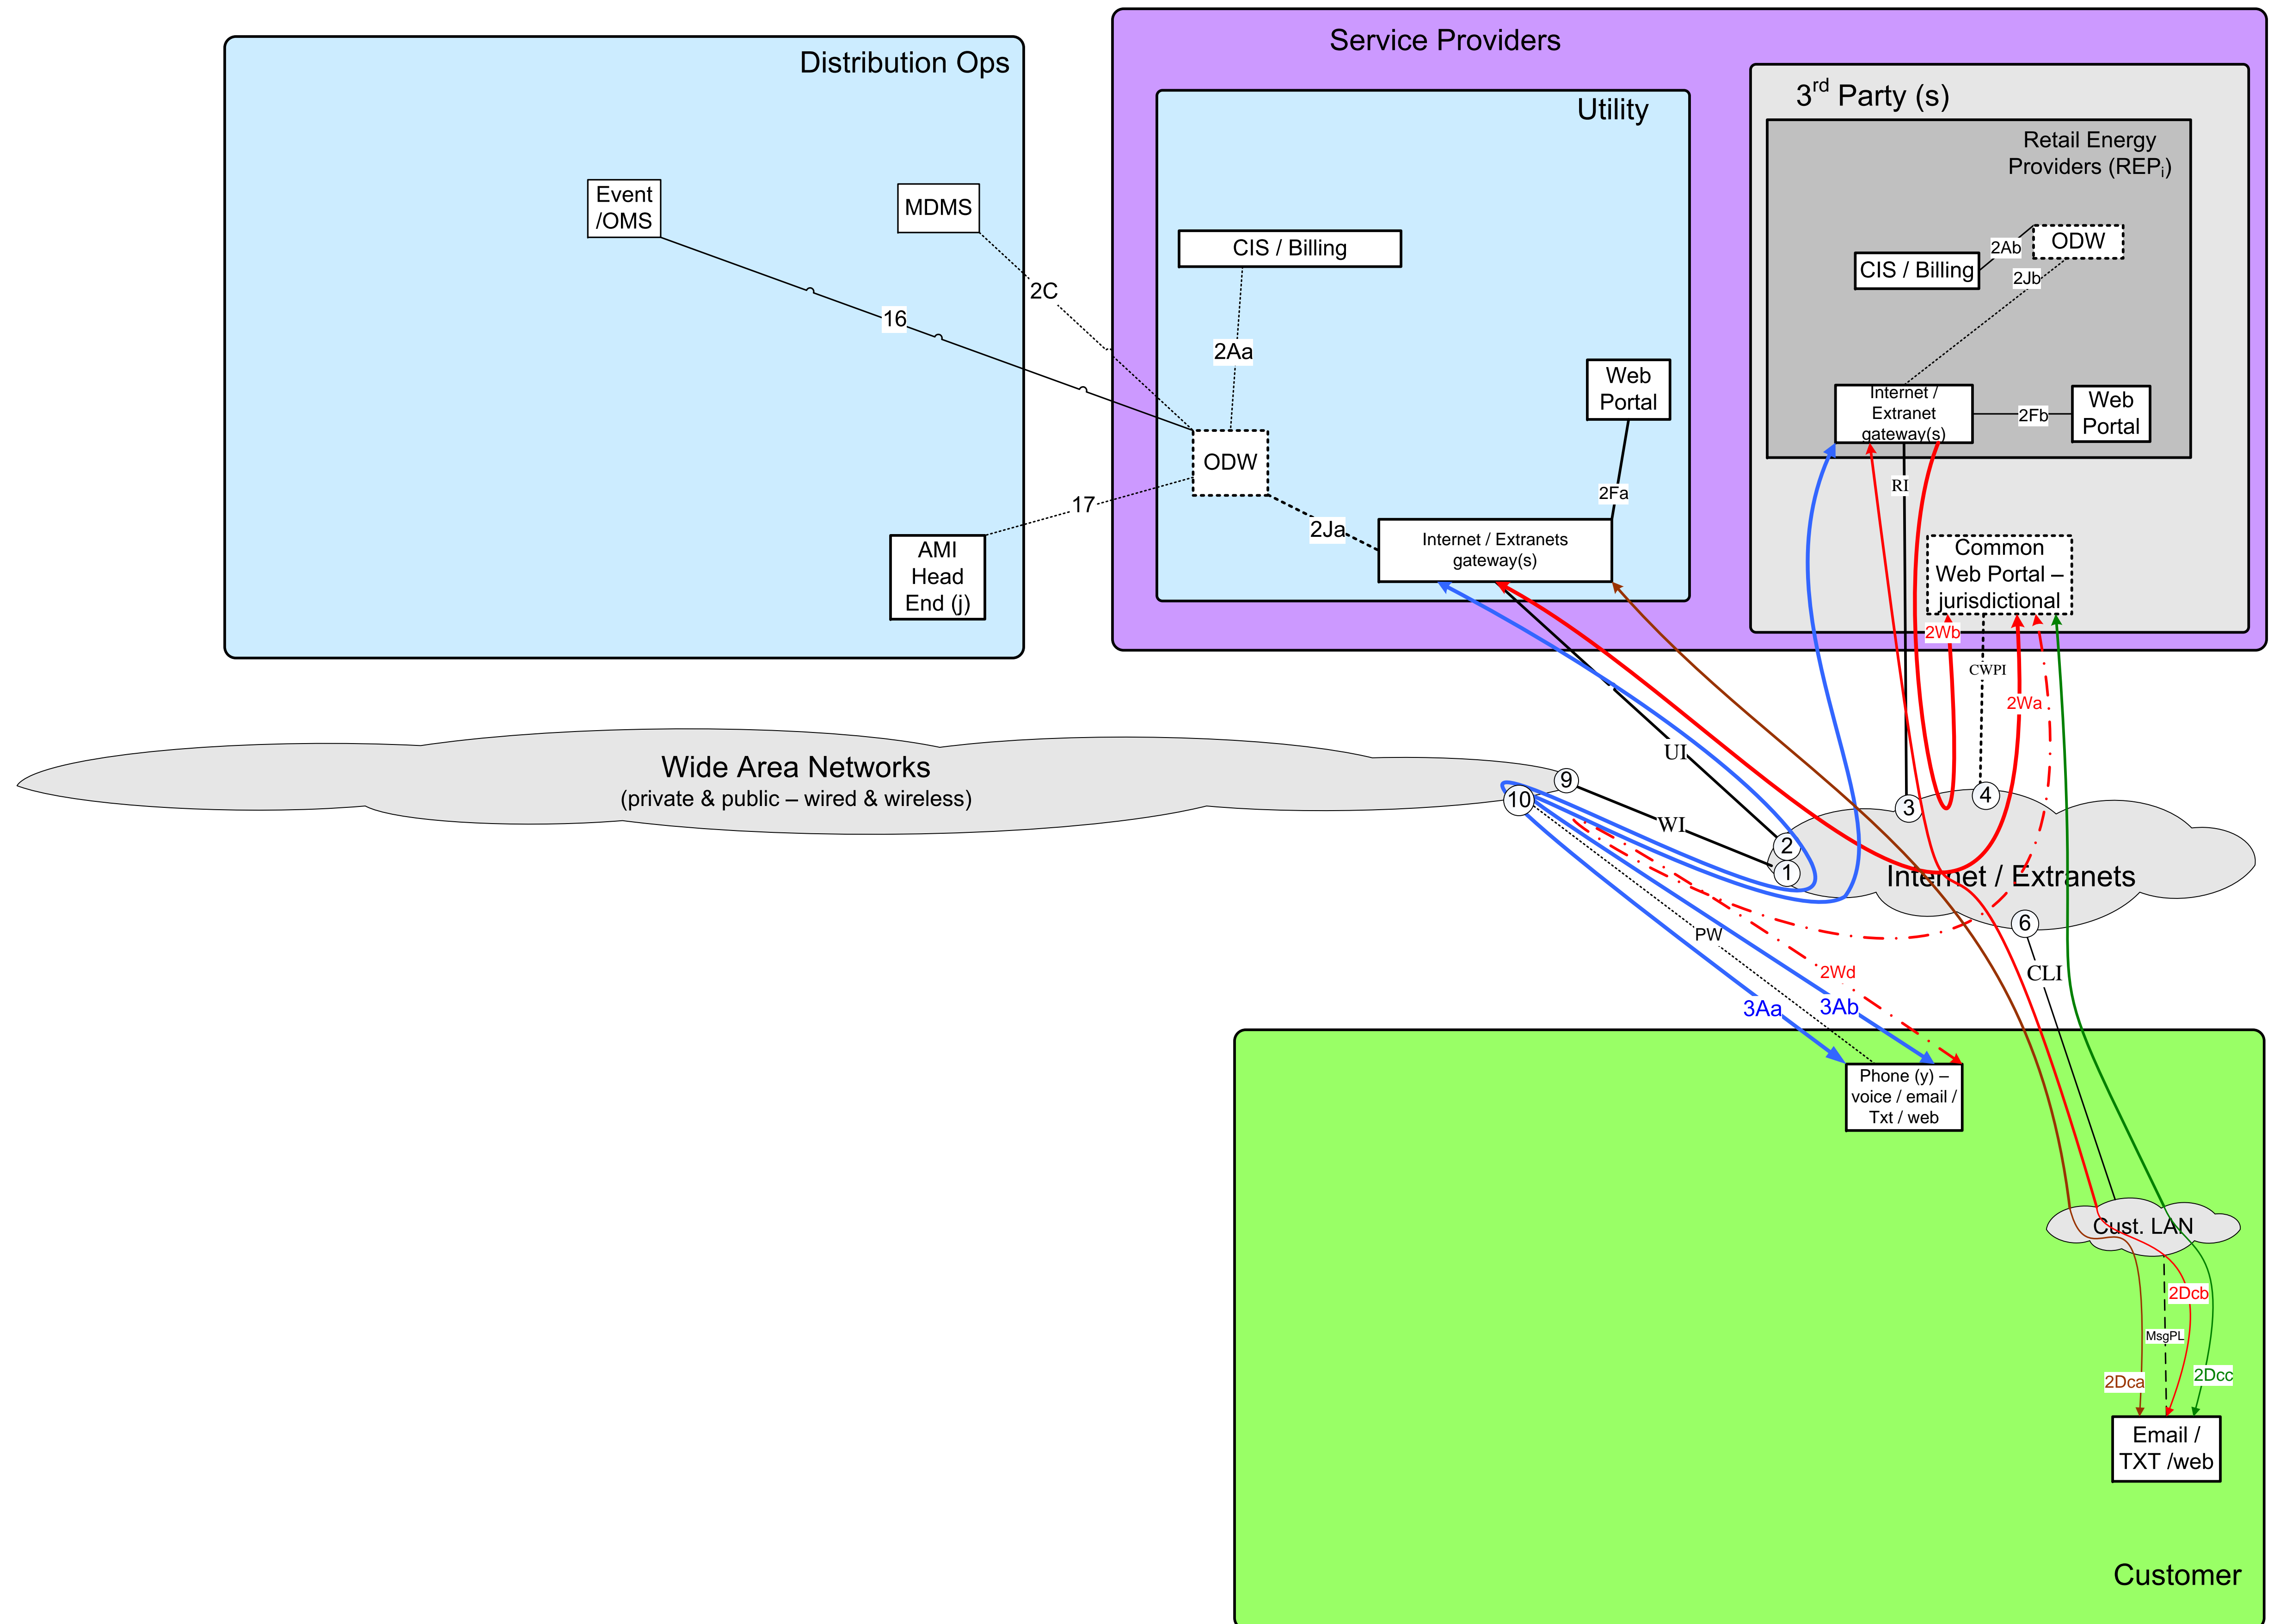 Service Providers
Distribution Ops
3rd Party (s)
Utility
Retail Energy
Providers (REPi)
Event
/OMS
MDMS
CIS / Billing
2Ab
ODW
CIS / Billing
2Jb
2C
16
2Aa
Web
Portal
Internet /
Extranet
gateway(s)
2Fb
Web
Portal
ODW
RI
2Fa
17
2Ja
Internet / Extranets
gateway(s)
AMI
Head
End (j)
Common
Web Portal –
jurisdictional
2Wb
CWPI
2Wa
UI
Wide Area Networks
(private & public – wired & wireless)
9
10
WI
3
4
2
1
Internet / Extranets
6
PW
2Wd
CLI
3Aa
3Ab
Phone (y) –
voice / email /
Txt / web
Cust. LAN
2Dcb
MsgPL
2Dca
2Dcc
Email /
TXT /web
Customer